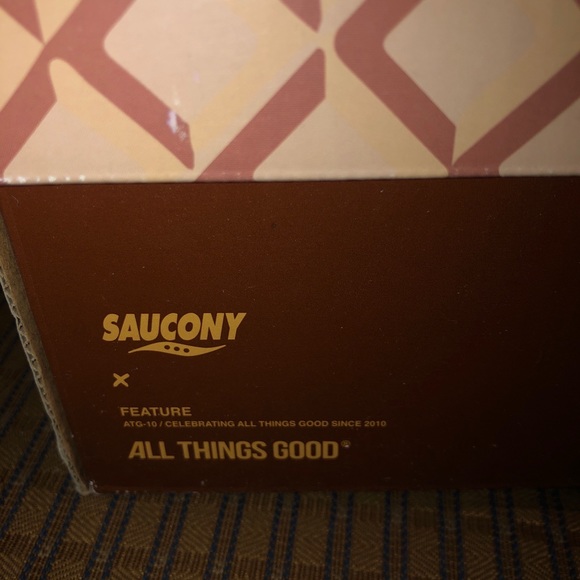 SAUCONY
×
FEATURE
ATG-10 / CELEBRATING ALL THINGS GOOD SINCE 2010
ALL THINGS GOOD®